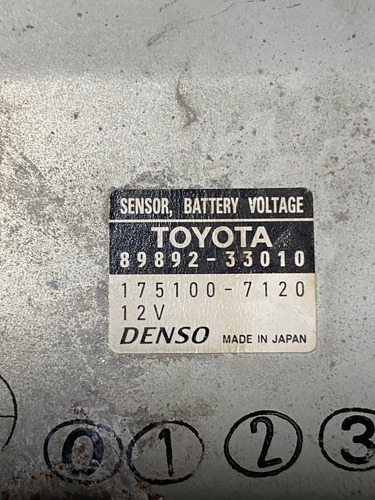 SENSOR, BATTERY VOLTAGE
TOYOTA
89892-33010
175100-7120
12V
DENSO MADE IN JAPAN
0 1 2 3